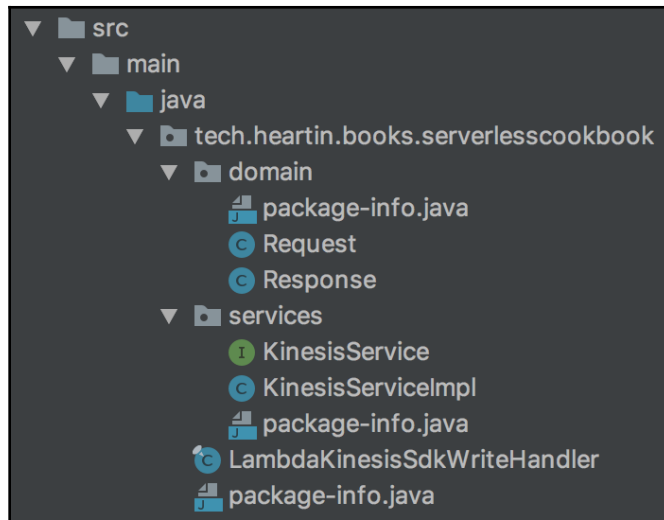 src
main
java
tech.heartin.books.serverlesscookbook
domain
package-info.java
Request
Response
services
KinesisService
KinesisServiceImpl
package-info.java
LambdaKinesisSdkWriteHandler
package-info.java